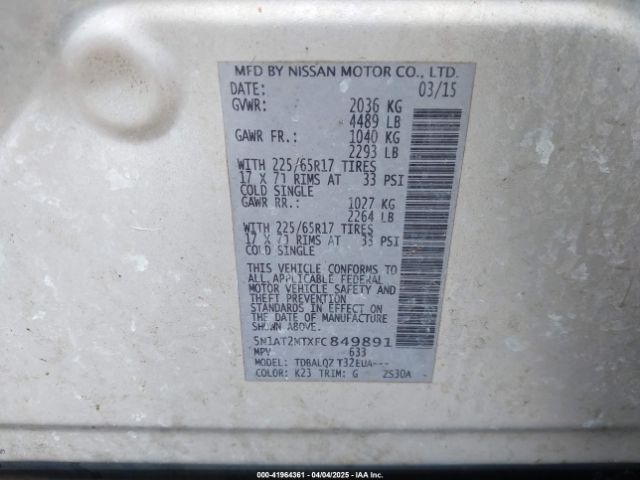 MFD BY NISSAN MOTOR CO., LTD.
DATE: 03/15
GVWR: 2036 KG
4489 LB
GAWR FR.: 1040 KG
2293 LB
WITH 225/65R17 TIRES
17 X 7J RIMS AT 33 PSI
COLD SINGLE
GAWR RR.: 1027 KG
2264 LB
WITH 225/65R17 TIRES
17 X 7J RIMS AT 33 PSI
COLD SINGLE
THIS VEHICLE CONFORMS TO
ALL APPLICABLE FEDERAL
MOTOR VEHICLE SAFETY AND
THEFT PREVENTION
STANDARDS IN EFFECT ON
THE DATE OF MANUFACTURE
SHOWN ABOVE.
5N1AT2MTXFC849891
MPV 633
MODEL: TDBALQZ T32EUA---
COLOR: K23 TRIM: G 2S30A
000-41964361 - 04/04/2025 - IAA Inc.